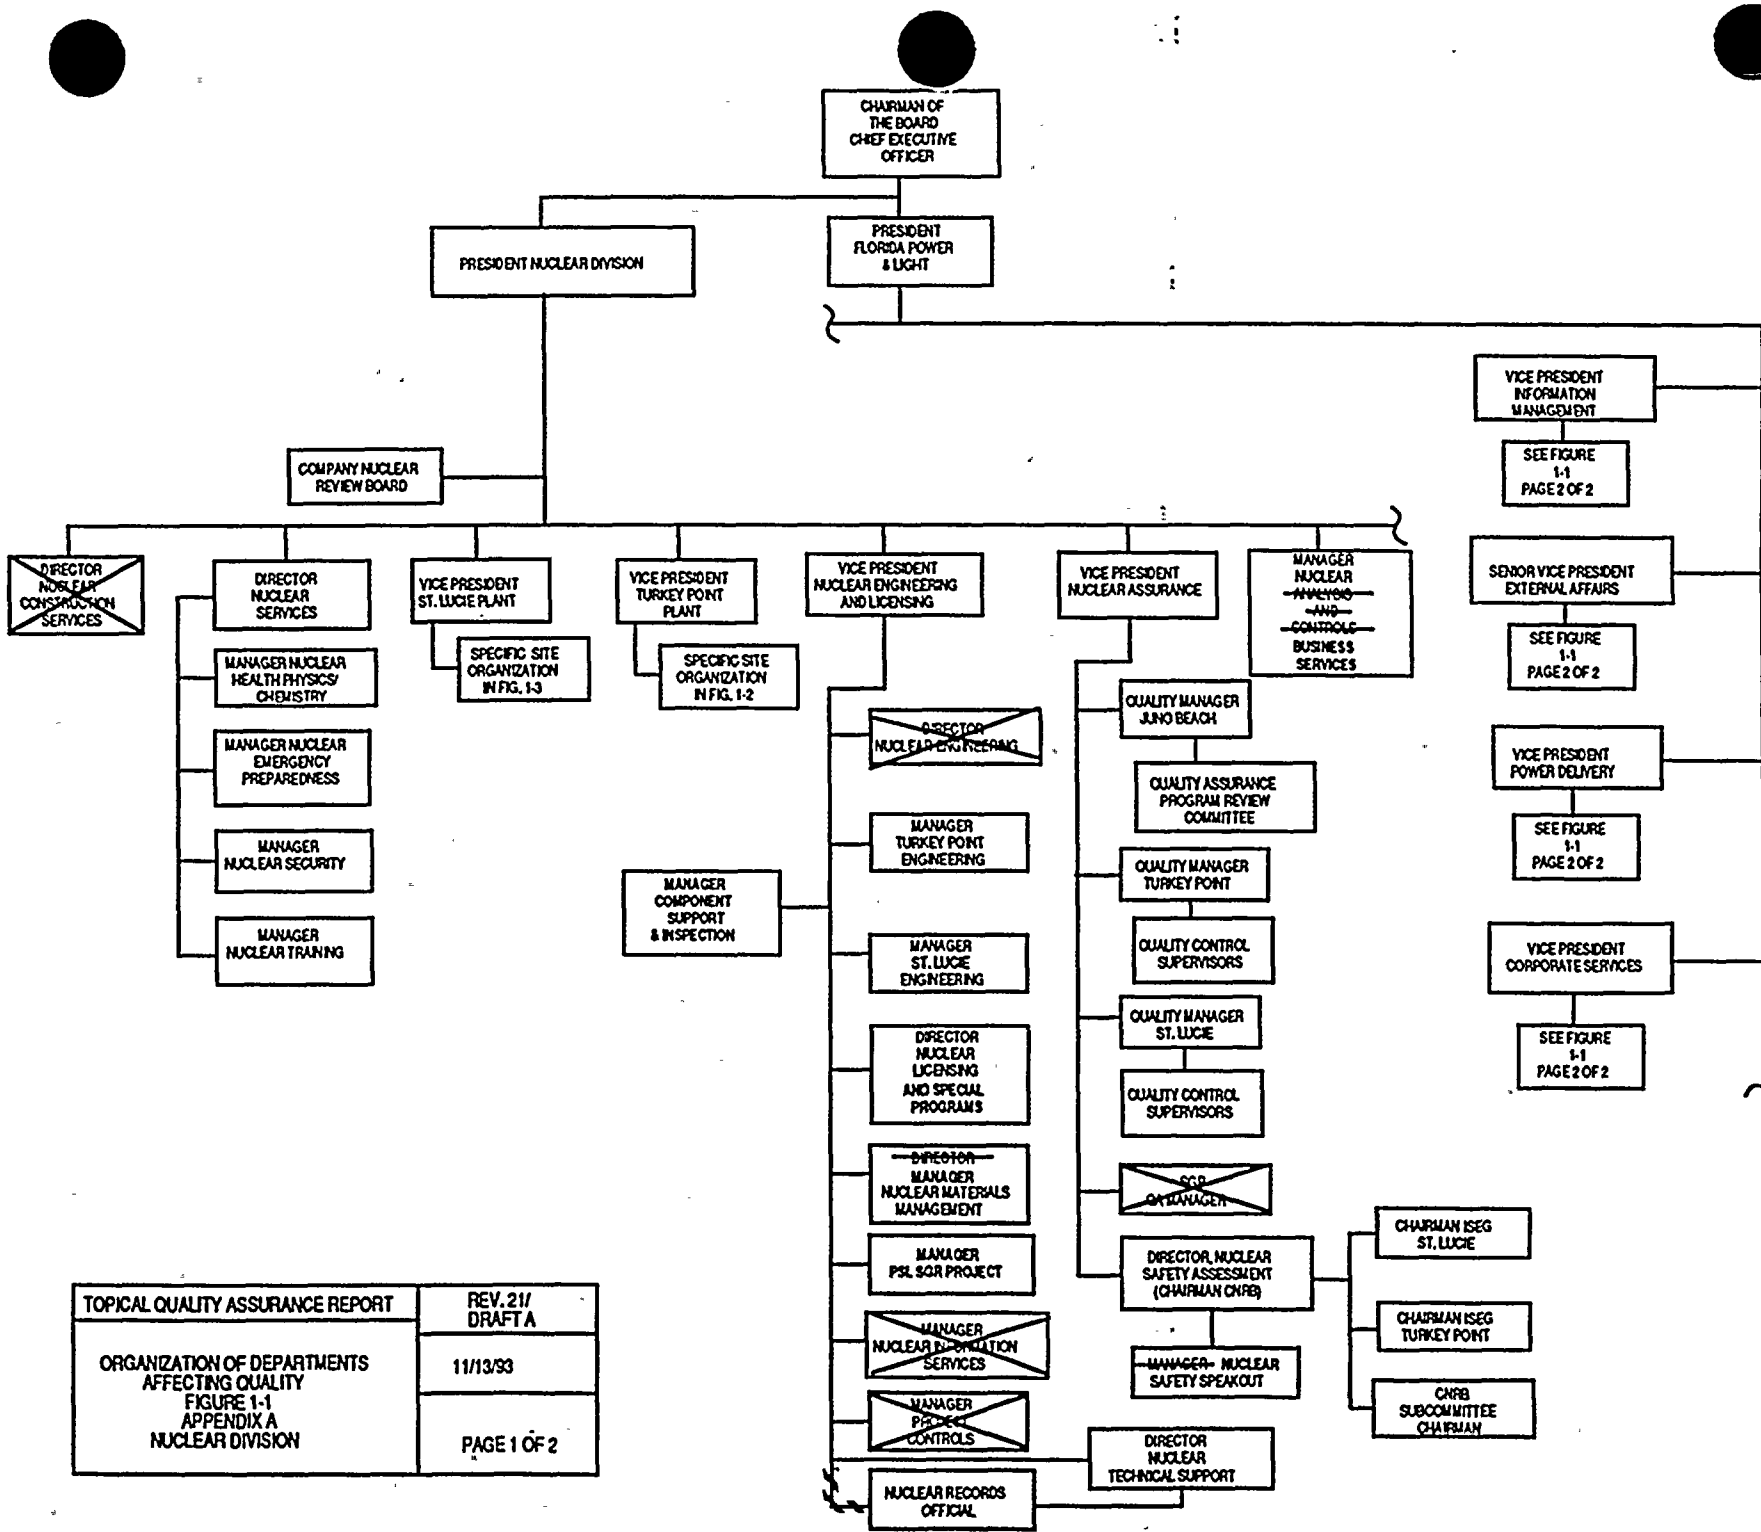 CHAIRMAN OF
THE BOARD
CHIEF EXECUTIVE
OFFICER
PRESIDENT NUCLEAR DIVISION
PRESIDENT
FLORIDA POWER
& LIGHT
VICE PRESIDENT
INFORMATION
MANAGEMENT
SEE FIGURE
1-1
PAGE 2 OF 2
COMPANY NUCLEAR
REVIEW BOARD
DIRECTOR
NUCLEAR
CONSTRUCTION
SERVICES
DIRECTOR
NUCLEAR
SERVICES
VICE PRESIDENT
ST. LUCIE PLANT
VICE PRESIDENT
TURKEY POINT
PLANT
VICE PRESIDENT
NUCLEAR ENGINEERING
AND LICENSING
VICE PRESIDENT
NUCLEAR ASSURANCE
MANAGER
NUCLEAR
ANALYSIS
AND
CONTROLS
BUSINESS
SERVICES
SENIOR VICE PRESIDENT
EXTERNAL AFFAIRS
SEE FIGURE
1-1
PAGE 2 OF 2
SPECIFIC SITE
ORGANIZATION
IN FIG. 1-3
SPECIFIC SITE
ORGANIZATION
IN FIG. 1-2
MANAGER NUCLEAR
HEALTH PHYSICS/
CHEMISTRY
MANAGER NUCLEAR
EMERGENCY
PREPAREDNESS
MANAGER
NUCLEAR SECURITY
MANAGER
NUCLEAR TRAINING
DIRECTOR
NUCLEAR ENGINEERING
MANAGER
TURKEY POINT
ENGINEERING
MANAGER
COMPONENT
SUPPORT
& INSPECTION
MANAGER
ST. LUCIE
ENGINEERING
DIRECTOR
NUCLEAR
LICENSING
AND SPECIAL
PROGRAMS
DIRECTOR
MANAGER
NUCLEAR MATERIALS
MANAGEMENT
MANAGER
PSL SGR PROJECT
MANAGER
NUCLEAR INFORMATION
SERVICES
MANAGER
PROJECT
CONTROLS
NUCLEAR RECORDS
OFFICIAL
QUALITY MANAGER
JUNO BEACH
QUALITY ASSURANCE
PROGRAM REVIEW
COMMITTEE
QUALITY MANAGER
TURKEY POINT
QUALITY CONTROL
SUPERVISORS
QUALITY MANAGER
ST. LUCIE
QUALITY CONTROL
SUPERVISORS
SGR
QA MANAGER
DIRECTOR, NUCLEAR
SAFETY ASSESSMENT
(CHAIRMAN CNRB)
MANAGER NUCLEAR
SAFETY SPEAKOUT
DIRECTOR
NUCLEAR
TECHNICAL SUPPORT
CHAIRMAN ISEG
ST. LUCIE
CHAIRMAN ISEG
TURKEY POINT
CNRB
SUBCOMMITTEE
CHAIRMAN
VICE PRESIDENT
POWER DELIVERY
SEE FIGURE
1-1
PAGE 2 OF 2
VICE PRESIDENT
CORPORATE SERVICES
SEE FIGURE
1-1
PAGE 2 OF 2
TOPICAL QUALITY ASSURANCE REPORT
REV. 21/
DRAFT A
ORGANIZATION OF DEPARTMENTS
AFFECTING QUALITY
FIGURE 1-1
APPENDIX A
NUCLEAR DIVISION
11/13/93
PAGE 1 OF 2